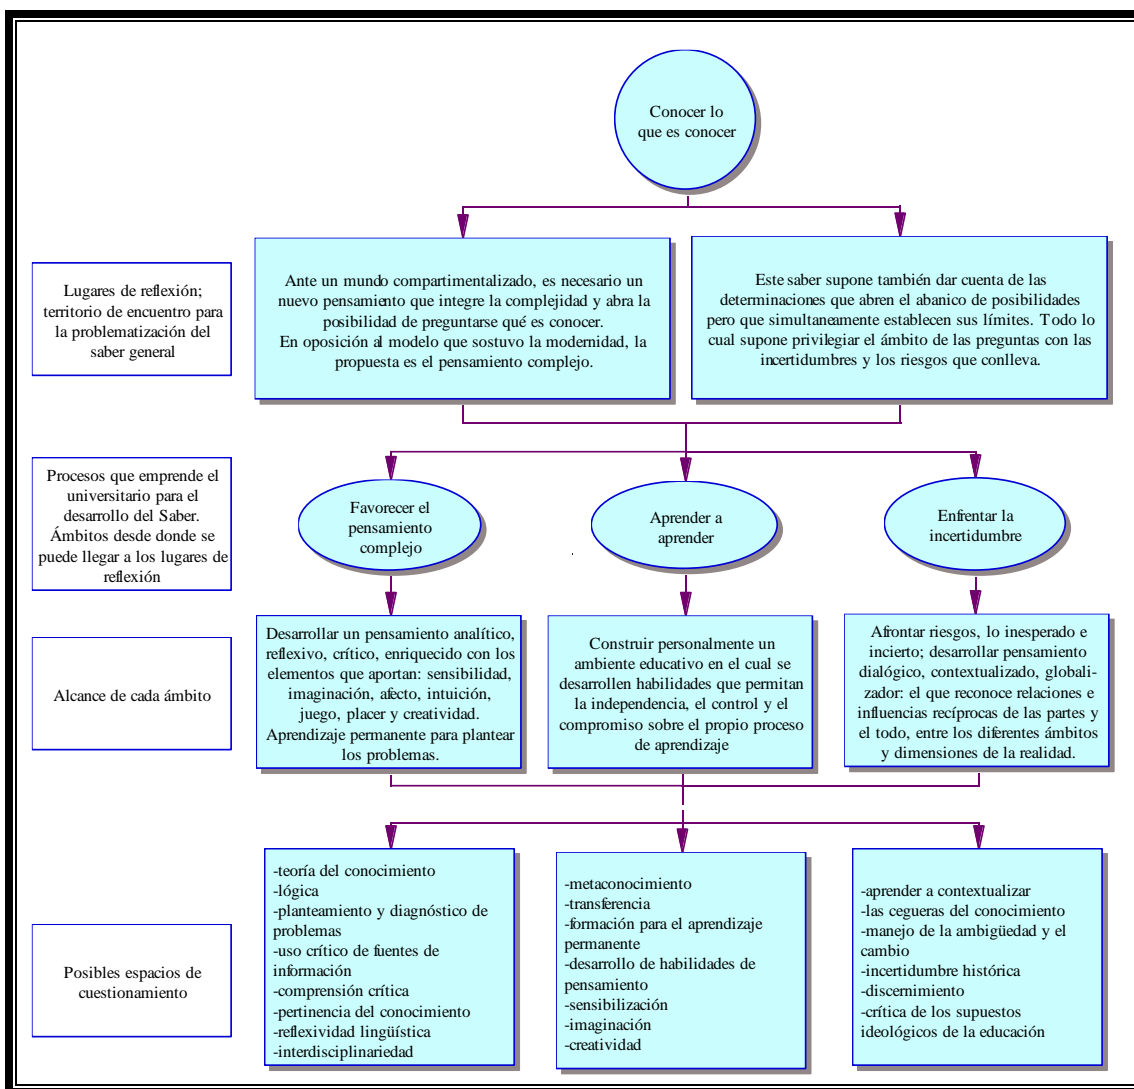 Conocer lo
que es conocer
Lugares de reflexión;
territorio de encuentro para
la problematización del
saber general
Ante un mundo compartimentalizado, es necesario un
nuevo pensamiento que integre la complejidad y abra la
posibilidad de preguntarse qué es conocer.
En oposición al modelo que sostuvo la modernidad, la
propuesta es el pensamiento complejo.
Este saber supone también dar cuenta de las
determinaciones que abren el abanico de posibilidades
pero que simultaneamente establecen sus límites. Todo lo
cual supone privilegiar el ámbito de las preguntas con las
incertidumbres y los riesgos que conlleva.
Procesos que emprende el
universitario para el
desarrollo del Saber.
Ámbitos desde donde se
puede llegar a los lugares de
reflexión
Favorecer el
pensamiento
complejo
Aprender a
aprender
Enfrentar la
incertidumbre
Alcance de cada ámbito
Desarrollar un pensamiento analítico,
reflexivo, crítico, enriquecido con los
elementos que aportan: sensibilidad,
imaginación, afecto, intuición,
juego, placer y creatividad.
Aprendizaje permanente para plantear
los problemas.
Construir personalmente un
ambiente educativo en el cual se
desarrollen habilidades que permitan
la independencia, el control y el
compromiso sobre el propio proceso
de aprendizaje
Afrontar riesgos, lo inesperado e
incierto; desarrollar pensamiento
dialógico, contextualizado, globali-
zador: el que reconoce relaciones e
influencias recíprocas de las partes y
el todo, entre los diferentes ámbitos
y dimensiones de la realidad.
Posibles espacios de
cuestionamiento
-teoría del conocimiento
-lógica
-planteamiento y diagnóstico de
problemas
-uso crítico de fuentes de
información
-comprensión crítica
-pertinencia del conocimiento
-reflexividad lingüística
-interdisciplinariedad
-metaconocimiento
-transferencia
-formación para el aprendizaje
permanente
-desarrollo de habilidades de
pensamiento
-sensibilización
-imaginación
-creatividad
-aprender a contextualizar
-las cegueras del conocimiento
-manejo de la ambigüedad y el
cambio
-incertidumbre histórica
-discernimiento
-crítica de los supuestos
ideológicos de la educación